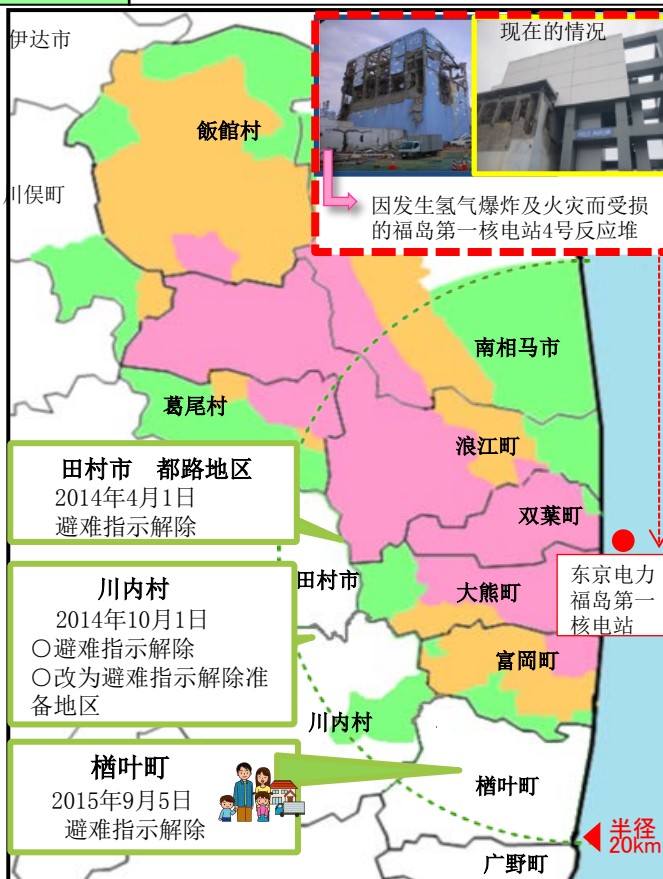 伊达市
现在的情况
飯館村
川俣町
因发生氢气爆炸及火灾而受损
的福岛第一核电站4号反应堆
南相马市
葛尾村
浪江町
田村市　都路地区
2014年4月1日
避难指示解除
双葉町
田村市
大熊町
东京电力
福岛第一
核电站
川内村
2014年10月1日
○避难指示解除
○改为避难指示解除准
备地区
富岡町
川内村
楢叶町
2015年9月5日
避难指示解除
楢叶町
半径
20km
广野町